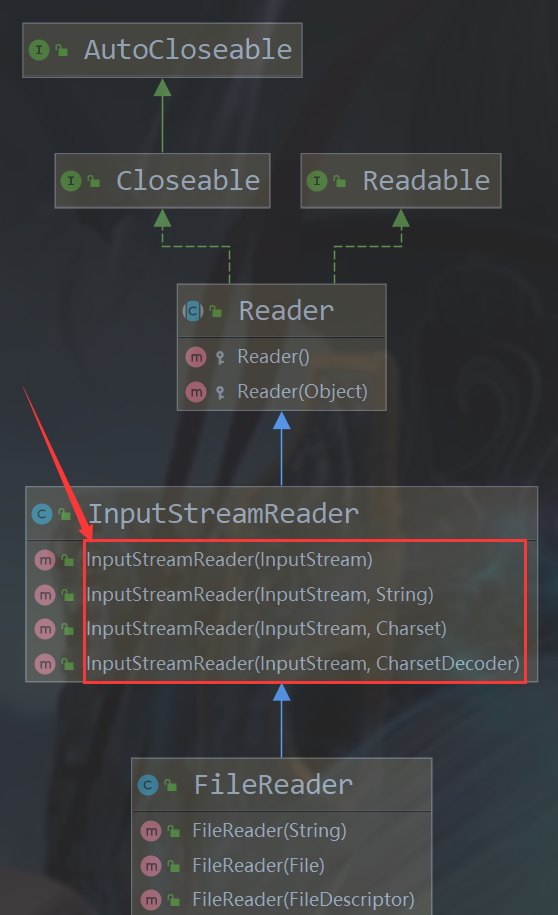 AutoCloseable
Closeable
Readable
Reader
Reader()
Reader(Object)
InputStreamReader
InputStreamReader(InputStream)
InputStreamReader(InputStream, String)
InputStreamReader(InputStream, Charset)
InputStreamReader(InputStream, CharsetDecoder)
FileReader
FileReader(String)
FileReader(File)
FileReader(FileDescriptor)